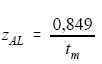 z_AL = 0,849 / t_m